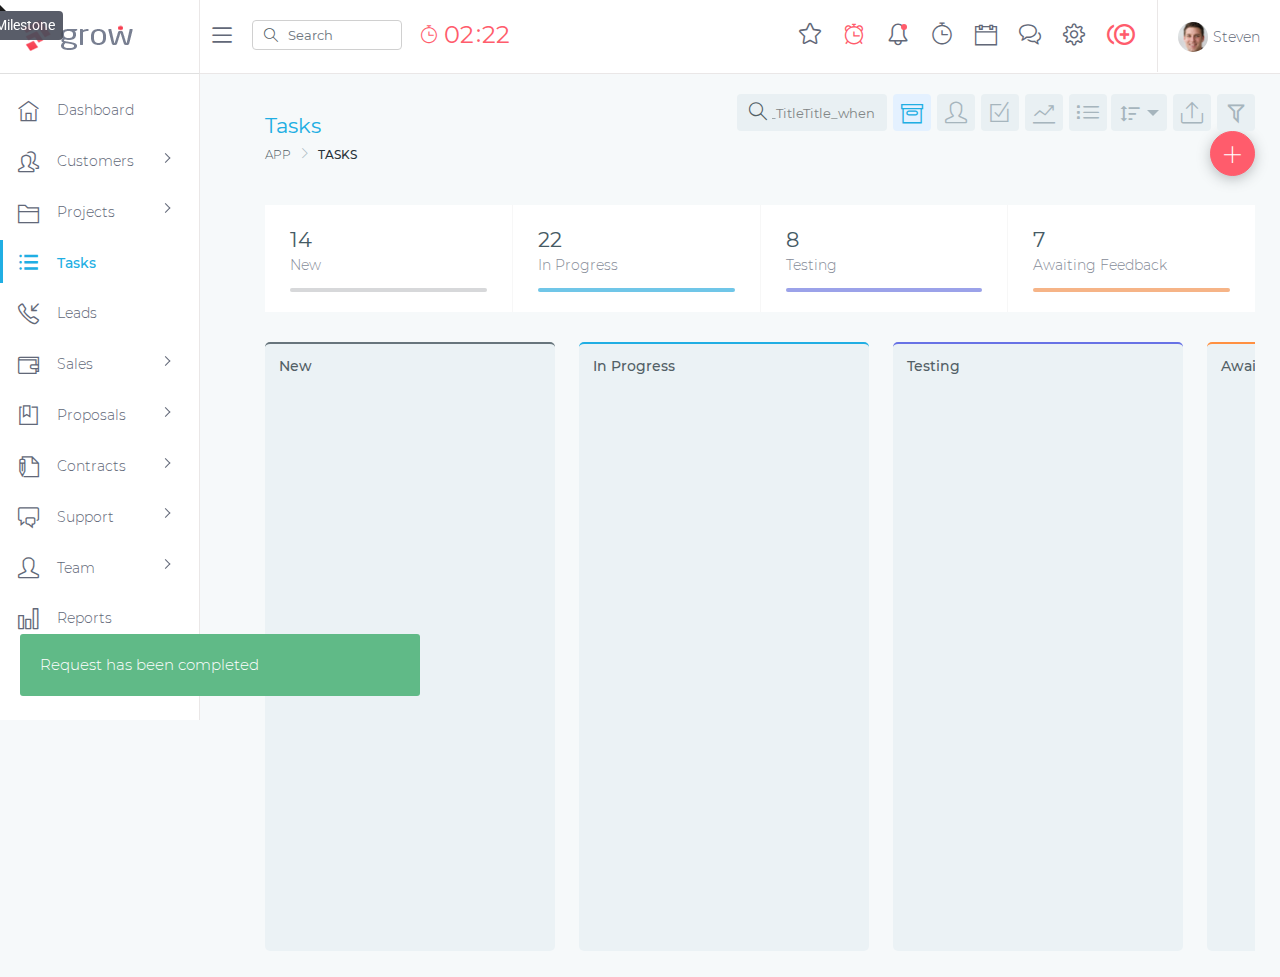 Milestone
grow
Search
02:22
Steven
Dashboard
Customers
Projects
Tasks
Leads
Sales
Proposals
Contracts
Support
Team
Reports
Tasks
APP
TASKS
_TitleTitle_when
14
New
22
In Progress
8
Testing
7
Awaiting Feedback
New
In Progress
Testing
Awai
Request has been completed